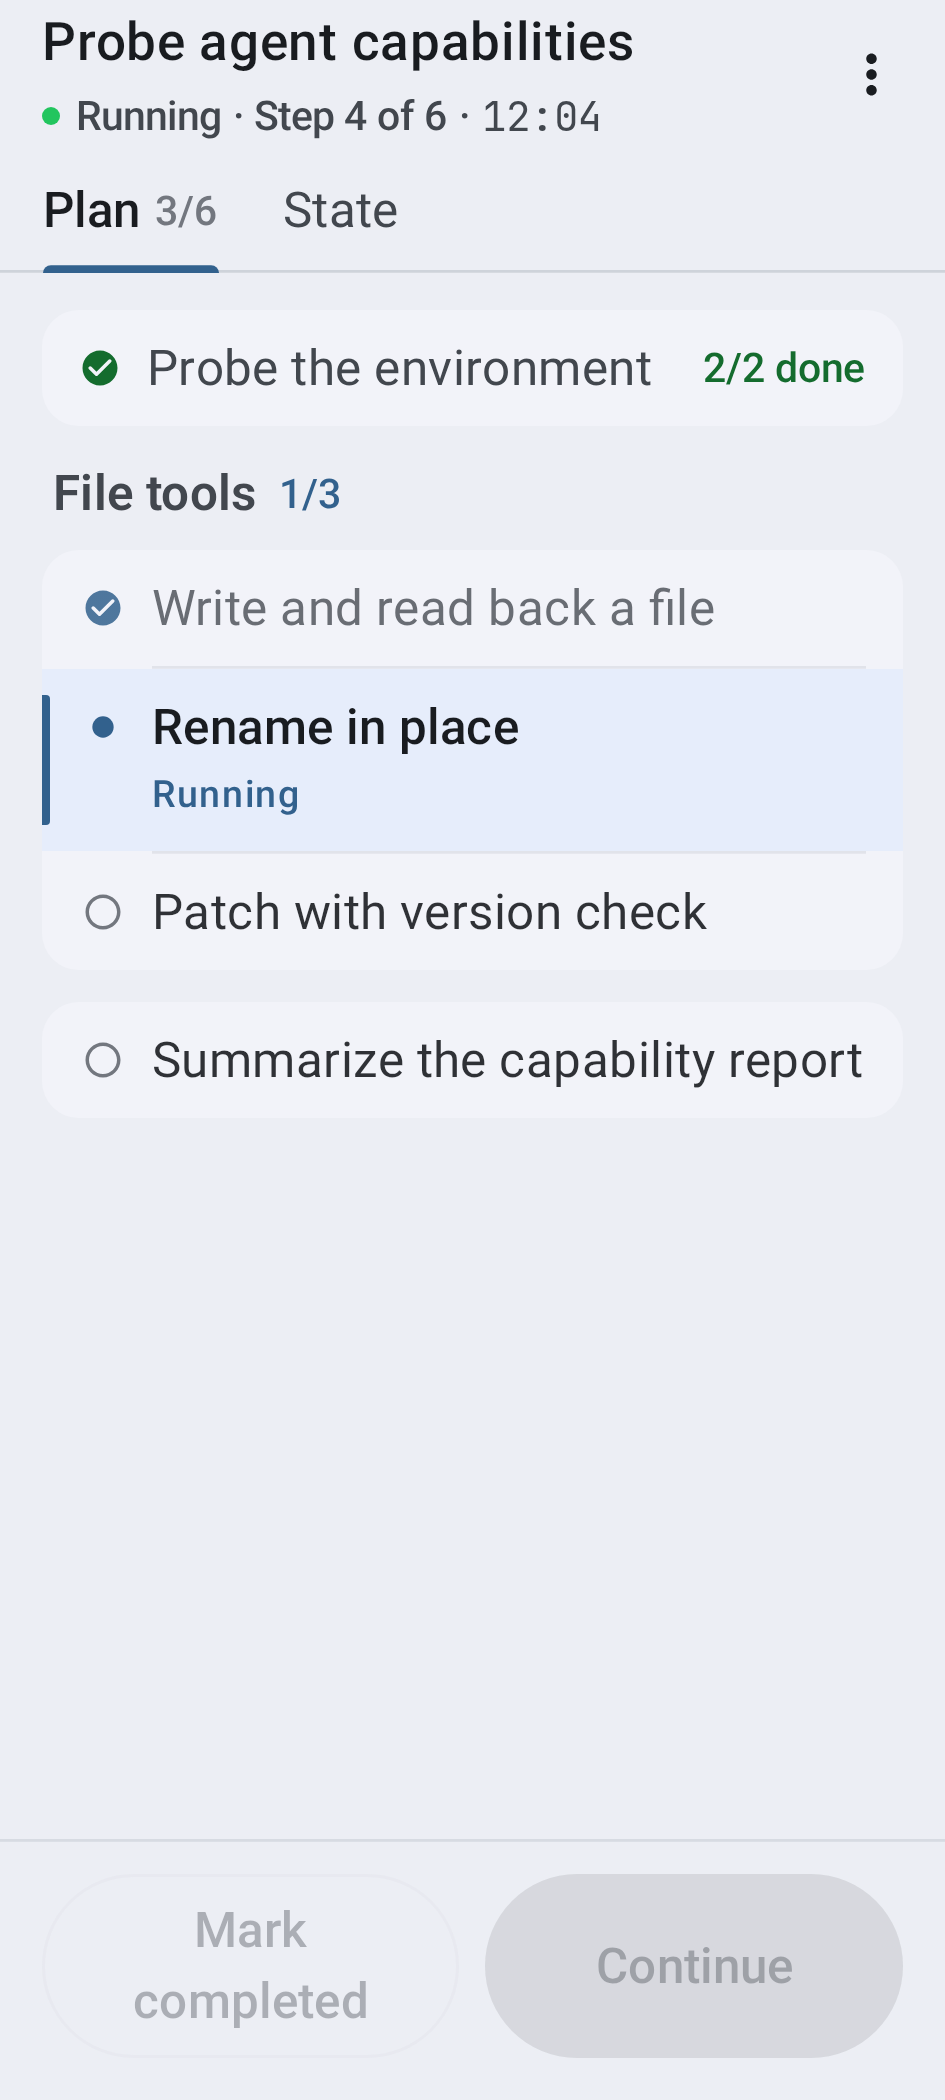 Probe agent capabilities
Running · Step 4 of 6 · 12:04
Plan 3/6 State
Probe the environment 2/2 done
File tools 1/3
Write and read back a file
Rename in place
Running
Patch with version check
Summarize the capability report
Mark
completed
Continue